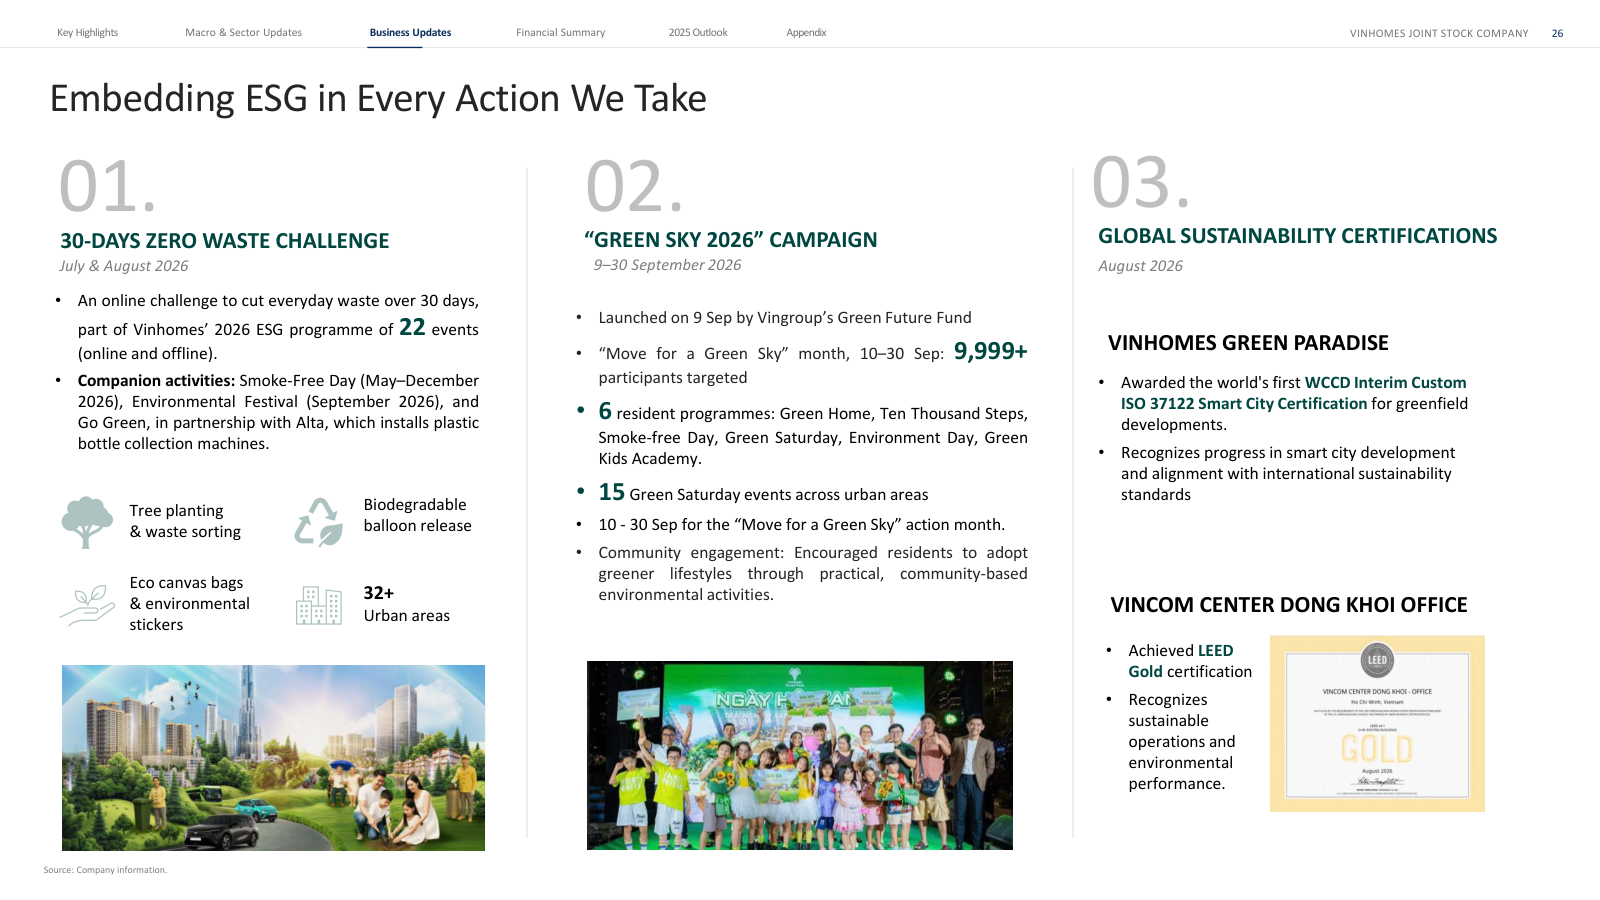 Key Highlights
Macro & Sector Updates
Business Updates
Financial Summary
2025 Outlook
Appendix
VINHOMES JOINT STOCK COMPANY
26
Embedding ESG in Every Action We Take
01.
30-DAYS ZERO WASTE CHALLENGE
July & August 2026
• An online challenge to cut everyday waste over 30 days,
part of Vinhomes’ 2026 ESG programme of 22 events
(online and offline).
• Companion activities: Smoke-Free Day (May–December
2026), Environmental Festival (September 2026), and
Go Green, in partnership with Alta, which installs plastic
bottle collection machines.
Tree planting
& waste sorting
Biodegradable
balloon release
Eco canvas bags
& environmental
stickers
32+
Urban areas
02.
“GREEN SKY 2026” CAMPAIGN
9–30 September 2026
• Launched on 9 Sep by Vingroup’s Green Future Fund
• “Move for a Green Sky” month, 10–30 Sep: 9,999+
participants targeted
• 6 resident programmes: Green Home, Ten Thousand Steps,
Smoke-free Day, Green Saturday, Environment Day, Green
Kids Academy.
• 15 Green Saturday events across urban areas
• 10 - 30 Sep for the “Move for a Green Sky” action month.
• Community engagement: Encouraged residents to adopt
greener lifestyles through practical, community-based
environmental activities.
NGÀY
03.
GLOBAL SUSTAINABILITY CERTIFICATIONS
August 2026
VINHOMES GREEN PARADISE
• Awarded the world's first WCCD Interim Custom
ISO 37122 Smart City Certification for greenfield
developments.
• Recognizes progress in smart city development
and alignment with international sustainability
standards
VINCOM CENTER DONG KHOI OFFICE
• Achieved LEED
Gold certification
• Recognizes
sustainable
operations and
environmental
performance.
LEED
VINCOM CENTER DONG KHOI - OFFICE
Ho Chi Minh, Vietnam
GOLD
August 2026
Source: Company information.